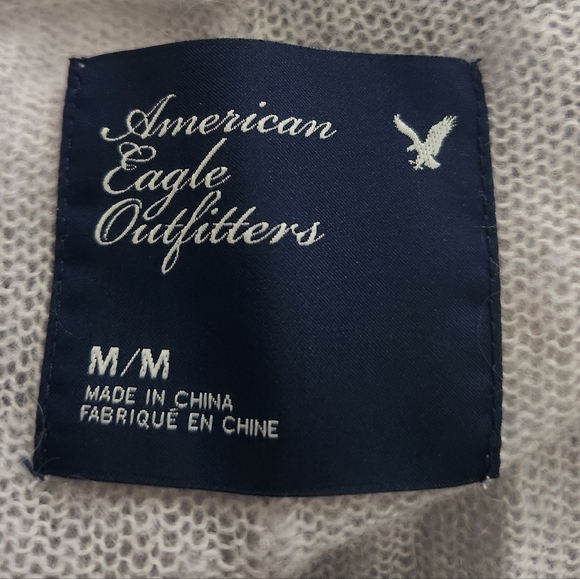 American
Eagle
Outfitters
M/M
MADE IN CHINA
FABRIQUÉ EN CHINE